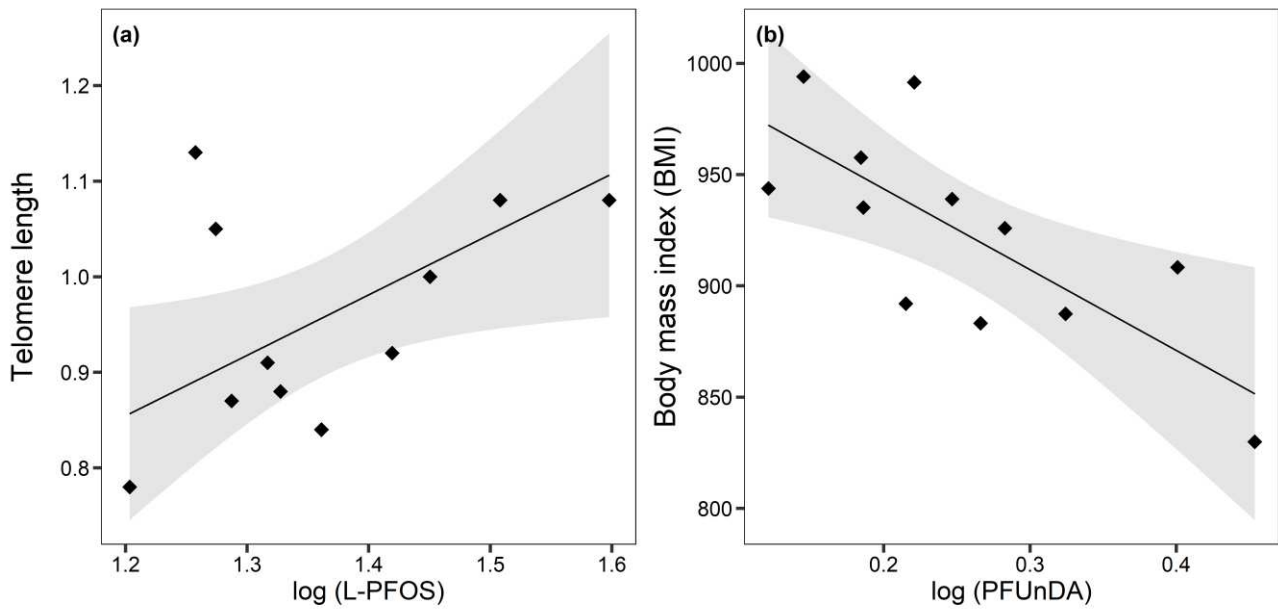 (a)
Telomere length
1.2
1.1
1.0
0.9
0.8
1.2 1.3 1.4 1.5 1.6
log (L-PFOS)
(b)
Body mass index (BMI)
1000
950
900
850
800
0.2 0.3 0.4
log (PFUnDA)